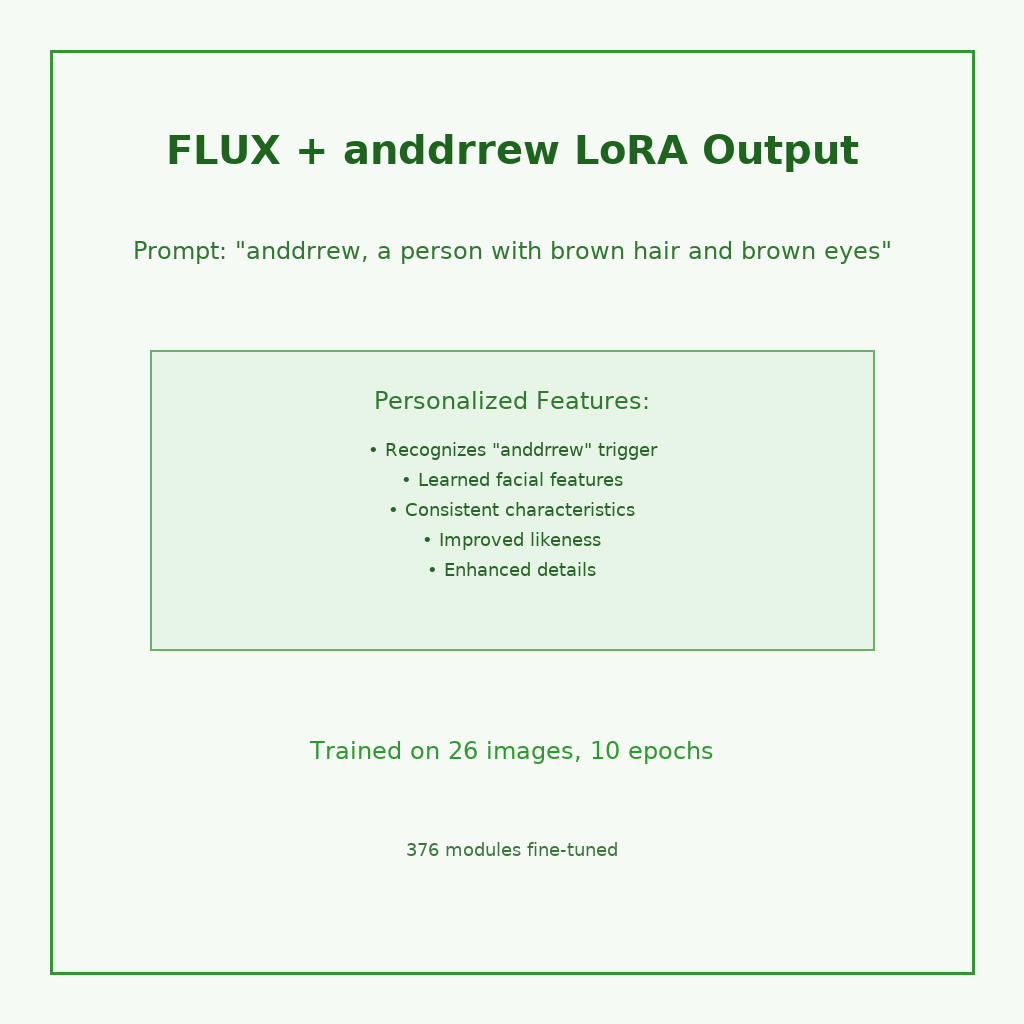 FLUX + anddrrew LoRA Output
Prompt: "anddrrew, a person with brown hair and brown eyes"
Personalized Features:
• Recognizes "anddrrew" trigger
• Learned facial features
• Consistent characteristics
• Improved likeness
• Enhanced details
Trained on 26 images, 10 epochs
376 modules fine-tuned